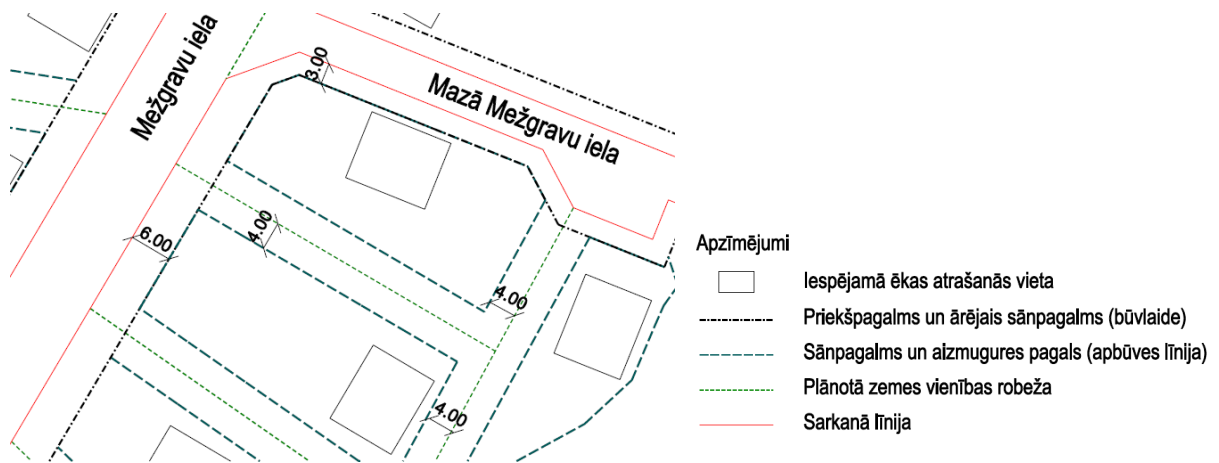 Mežgravu iela
3.00
Mazā Mežgravu iela
6.00
4.00
4.00
4.00
Apzīmējumi
Iespējamā ēkas atrašanās vieta
Priekšpagalms un ārējais sānpagalms (būvlaide)
Sānpagalms un aizmugures pagals (apbūves līnija)
Plānotā zemes vienības robeža
Sarkanā līnija